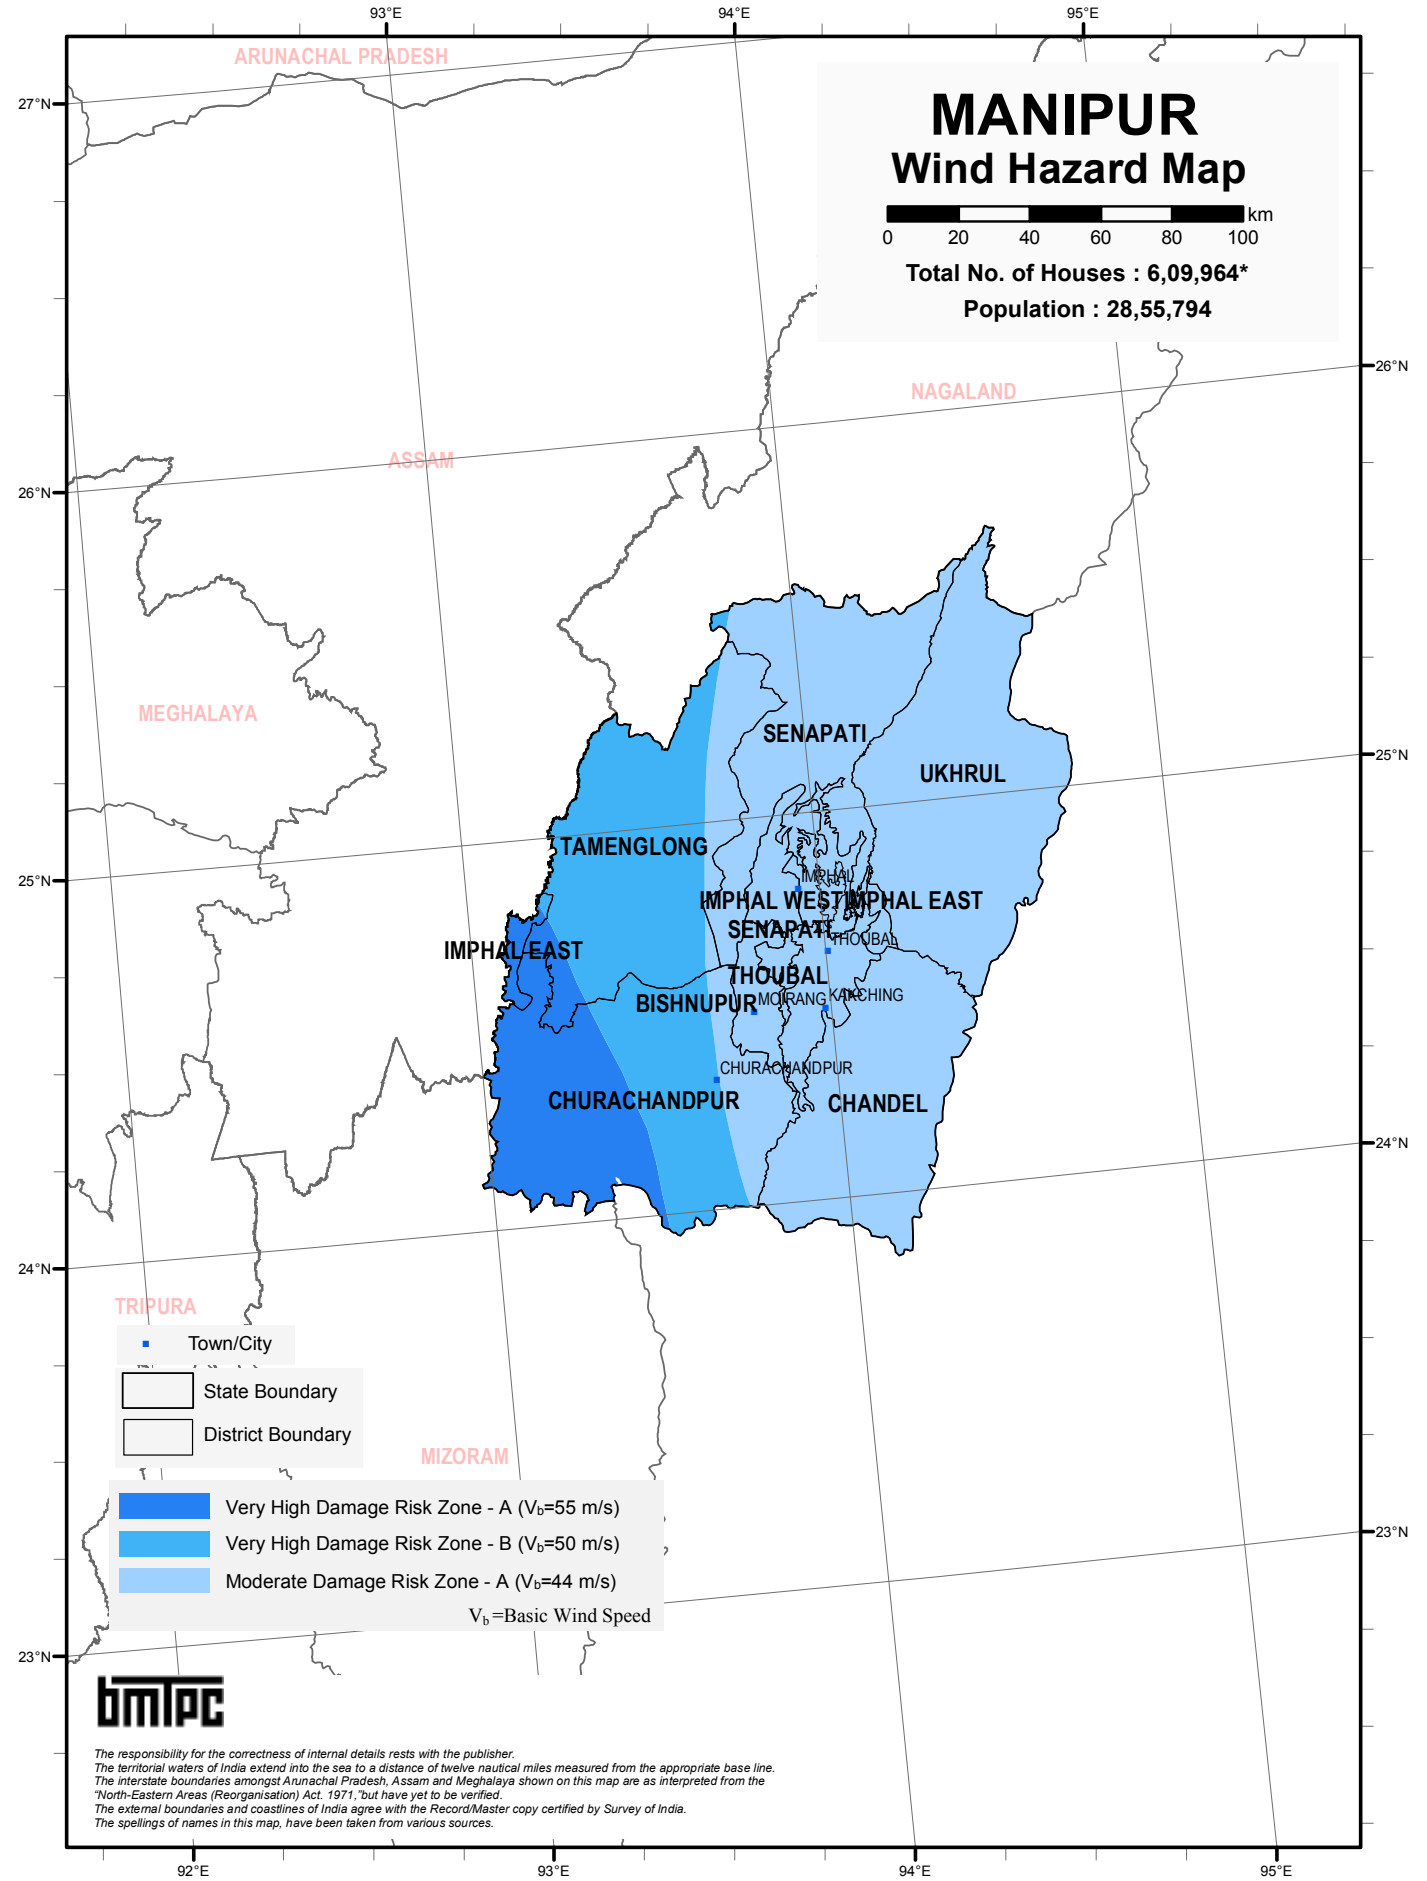 93°E
94°E
95°E
ARUNACHAL PRADESH
27°N
MANIPUR
Wind Hazard Map
km
0 20 40 60 80 100
Total No. of Houses : 6,09,964*
Population : 28,55,794
26°N
NAGALAND
ASSAM
26°N
MEGHALAYA
SENAPATI
25°N
UKHRUL
TAMENGLONG
25°N
IMPHAL
IMPHAL WEST
IMPHAL EAST
SENAPATI
THOUBAL
IMPHAL EAST
THOUBAL
BISHNUPUR
MOIRANG
KAKCHING
CHURACHANDPUR
CHURACHANDPUR
CHANDEL
24°N
24°N
TRIPURA
Town/City
State Boundary
District Boundary
MIZORAM
Very High Damage Risk Zone - A (Vb=55 m/s)
Very High Damage Risk Zone - B (Vb=50 m/s)
23°N
Moderate Damage Risk Zone - A (Vb=44 m/s)
Vb=Basic Wind Speed
23°N
bmTpc
The responsibility for the correctness of internal details rests with the publisher.
The territorial waters of India extend into the sea to a distance of twelve nautical miles measured from the appropriate base line.
The interstate boundaries amongst Arunachal Pradesh, Assam and Meghalaya shown on this map are as interpreted from the
"North-Eastern Areas (Reorganisation) Act. 1971,"but have yet to be verified.
The external boundaries and coastlines of India agree with the Record/Master copy certified by Survey of India.
The spellings of names in this map, have been taken from various sources.
92°E
93°E
94°E
95°E